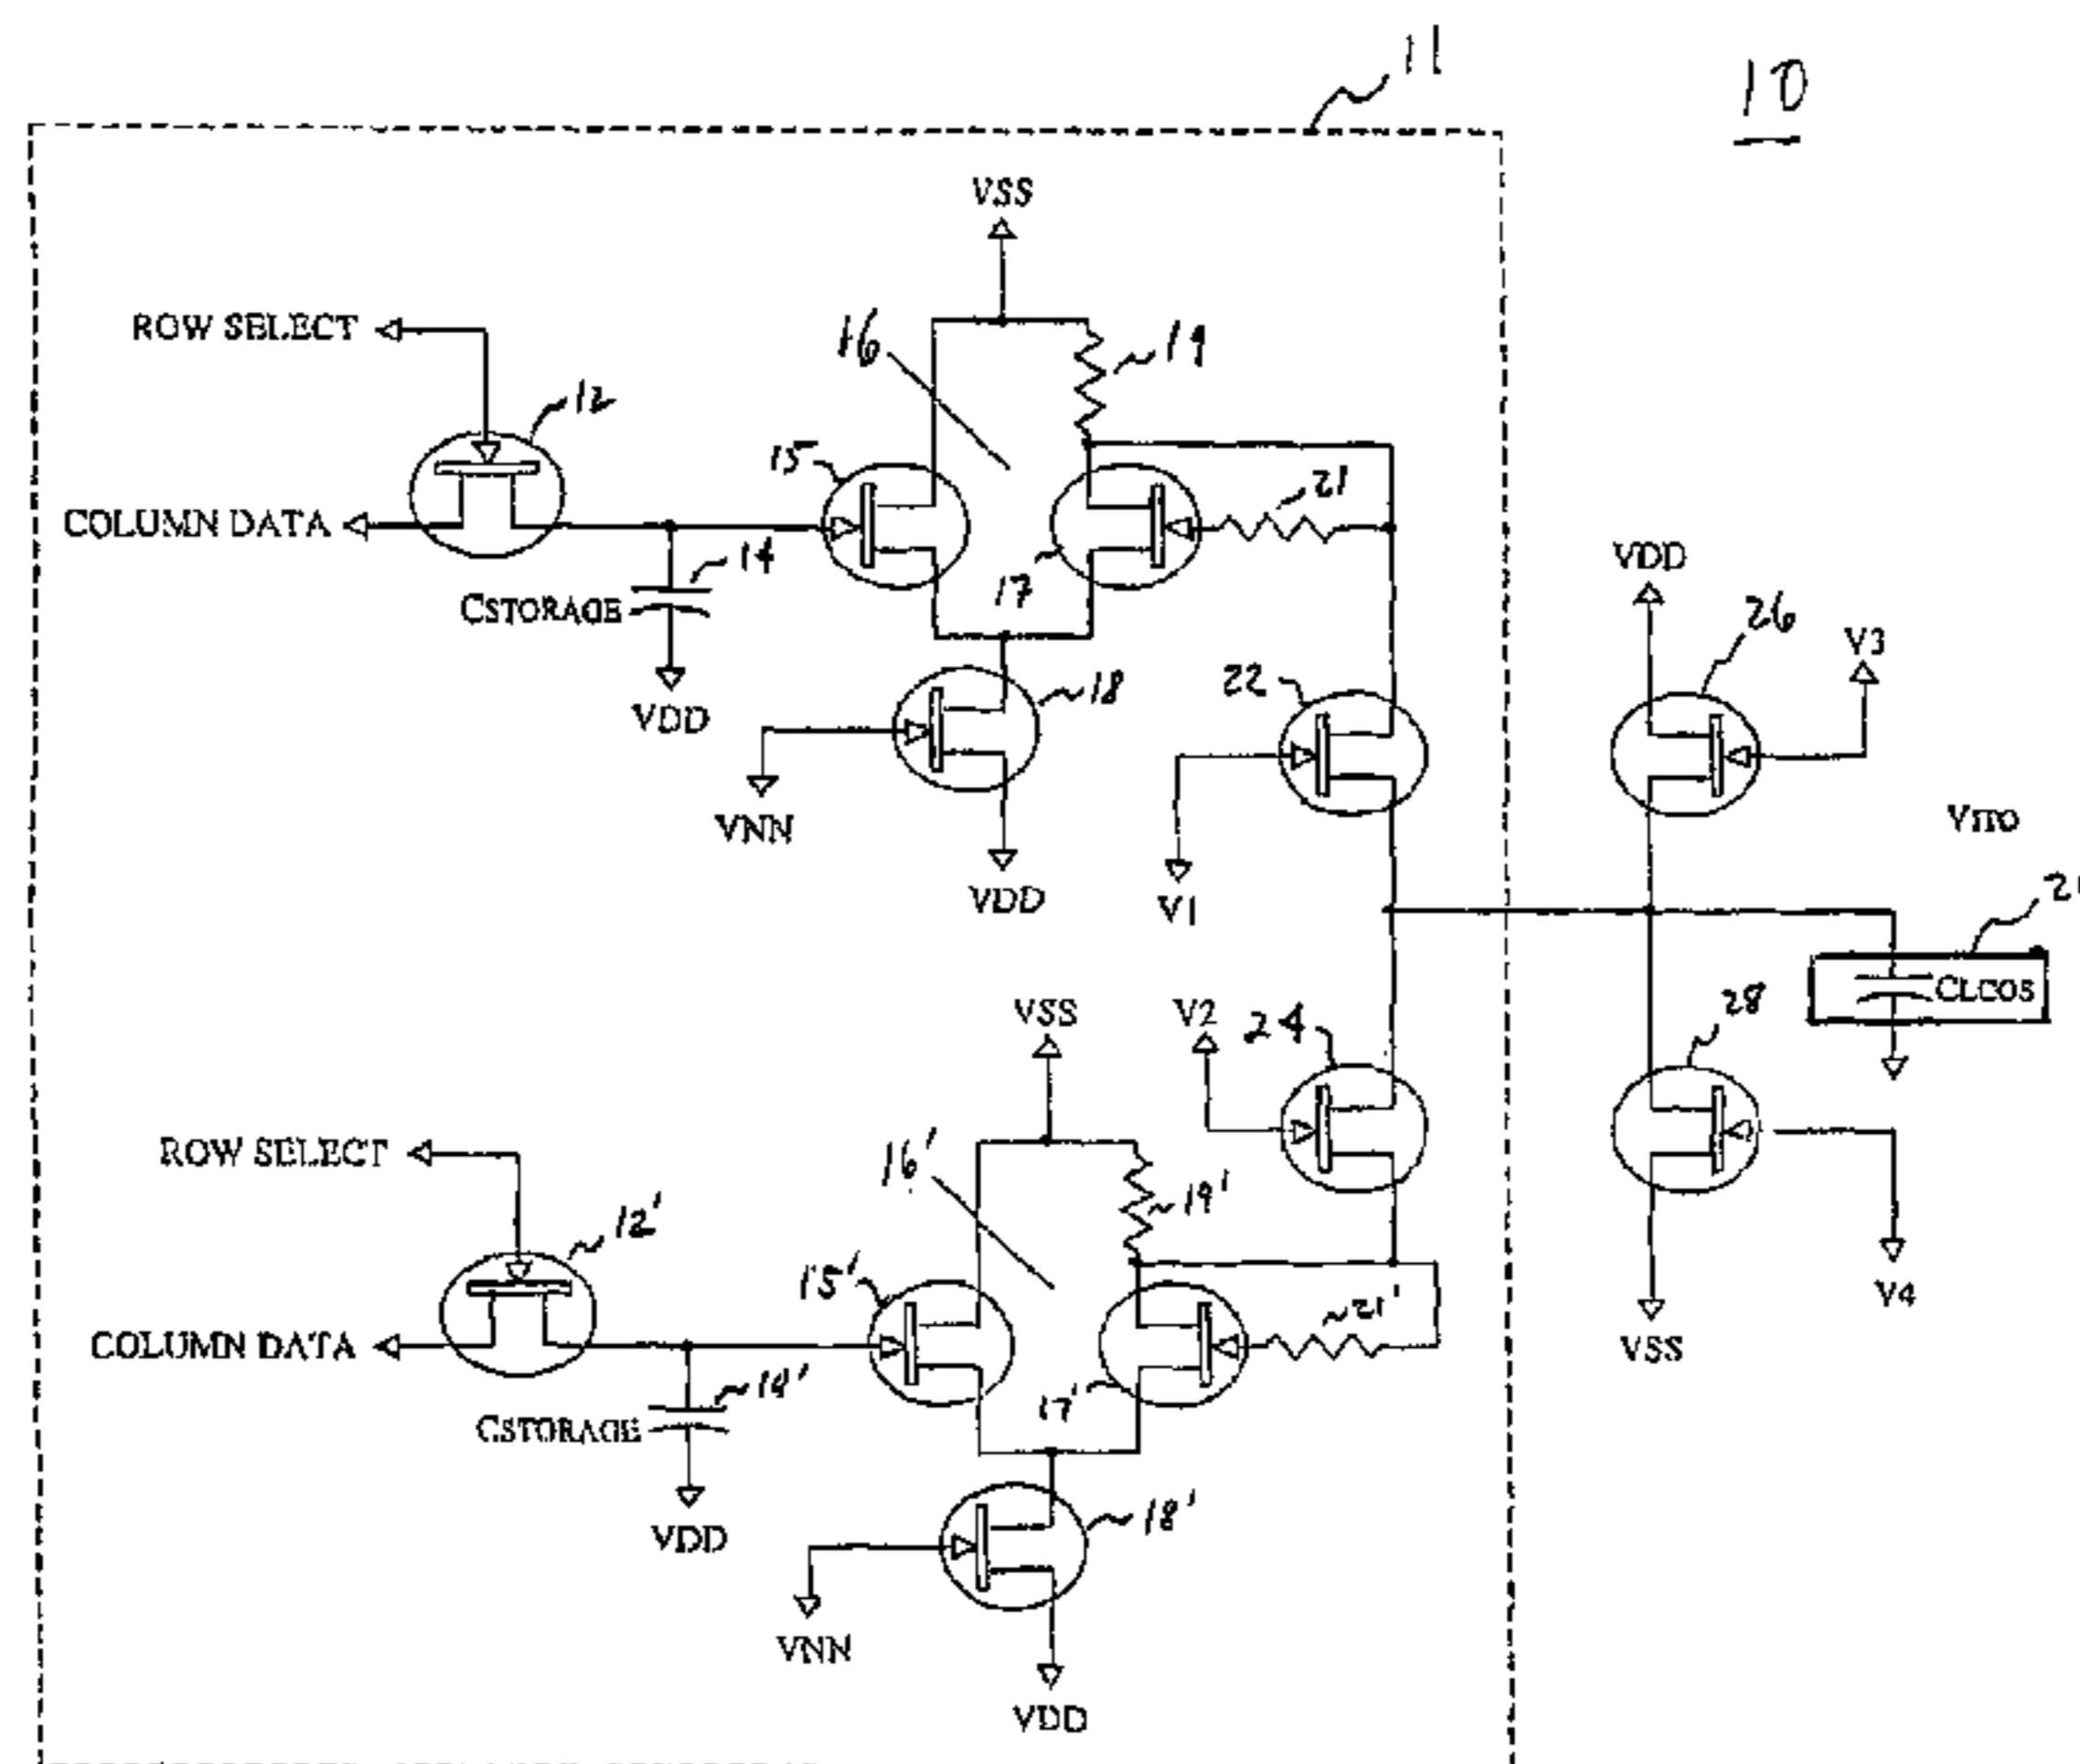 11
10
VSS
ROW SELECT
16
19
12
15
21
COLUMN DATA
14
CSTORAGE
17
VDD
26
V3
22
18
VDD
VNN
VITO
VDD
V1
CLCOS
VSS
V2
24
28
ROW SELECT
16'
19'
12'
15'
21'
V4
COLUMN DATA
VSS
14'
17'
CSTORAGE
18'
VDD
VNN
VDD